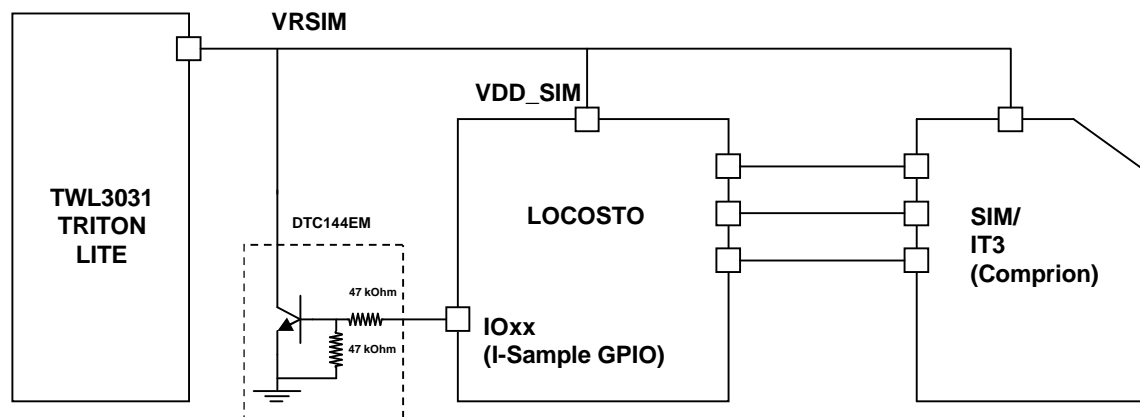 VRSIM
VDD_SIM
TWL3031
TRITON
LITE
DTC144EM
LOCOSTO
SIM/
IT3
(Comprion)
47 kOhm
IOxx
(I-Sample GPIO)
47 kOhm